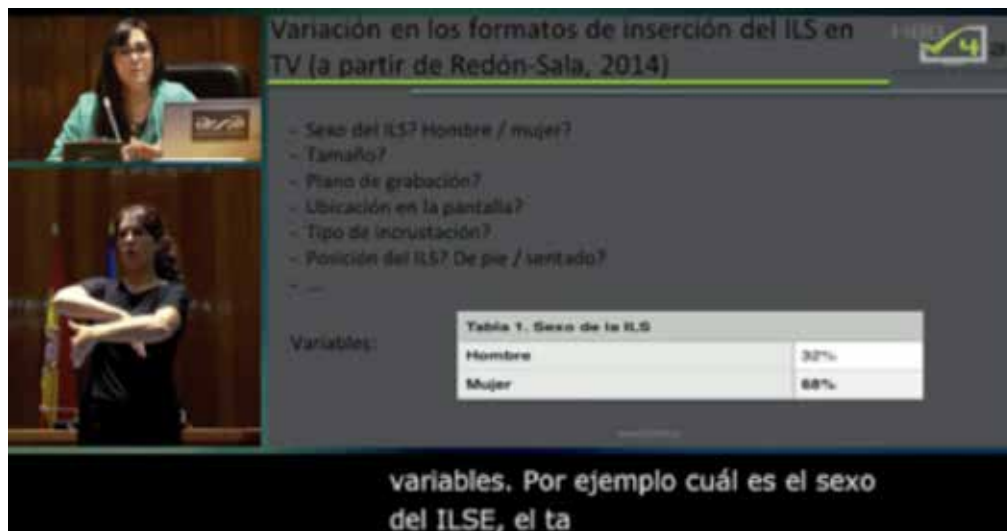 Variación en los formatos de inserción del ILS en
TV (a partir de Redón-Sala, 2014)
- Sexo del ILS? Hombre / mujer?
- Tamaño?
- Plano de grabación?
- Ubicación en la pantalla?
- Tipo de incrustación?
- Posición del ILS? De pie / sentado?
- ...
Variables:
Tabla 1. Sexo de la ILS
Hombre 32%
Mujer 68%
variables. Por ejemplo cuál es el sexo
del ILSE, el ta